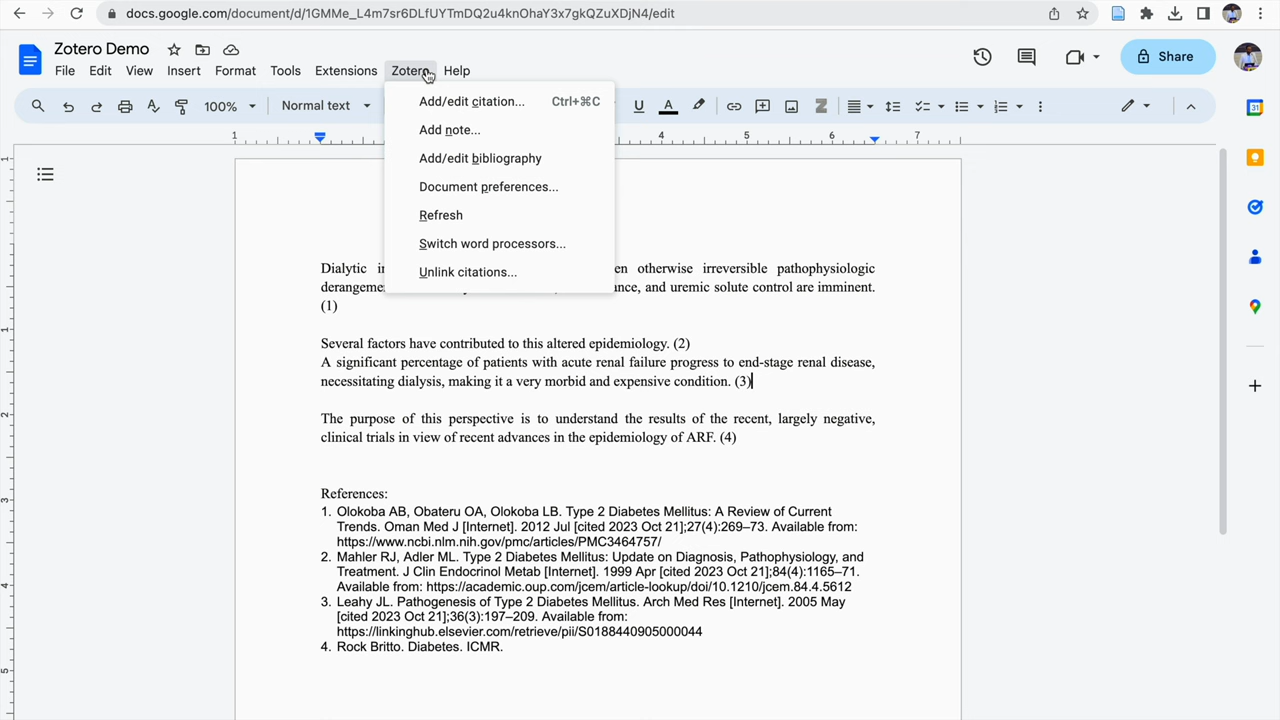 docs.google.com/document/d/1GMMe_L4m7sr6DLfUYTmDQ2u4knOhaY3x7gkQZuXDjN4/edit
Zotero Demo
Share
File Edit View Insert Format Tools Extensions Zotero Help
100% Normal text
Add/edit citation... Ctrl+⌘C
Add note...
Add/edit bibliography
Document preferences...
Refresh
Switch word processors...
Unlink citations...
1 4 5 6 7
Dialytic otherwise irreversible pathophysiologic
and uremic solute control are imminent.
(1)
Several factors have contributed to this altered epidemiology. (2)
A significant percentage of patients with acute renal failure progress to end-stage renal disease,
necessitating dialysis, making it a very morbid and expensive condition. (3)
The purpose of this perspective is to understand the results of the recent, largely negative,
clinical trials in view of recent advances in the epidemiology of ARF. (4)
References:
1. Olokoba AB, Obateru OA, Olokoba LB. Type 2 Diabetes Mellitus: A Review of Current
Trends. Oman Med J [Internet]. 2012 Jul [cited 2023 Oct 21];27(4):269–73. Available from:
https://www.ncbi.nlm.nih.gov/pmc/articles/PMC3464757/
2. Mahler RJ, Adler ML. Type 2 Diabetes Mellitus: Update on Diagnosis, Pathophysiology, and
Treatment. J Clin Endocrinol Metab [Internet]. 1999 Apr [cited 2023 Oct 21];84(4):1165–71.
Available from: https://academic.oup.com/jcem/article-lookup/doi/10.1210/jcem.84.4.5612
3. Leahy JL. Pathogenesis of Type 2 Diabetes Mellitus. Arch Med Res [Internet]. 2005 May
[cited 2023 Oct 21];36(3):197–209. Available from:
https://linkinghub.elsevier.com/retrieve/pii/S0188440905000044
4. Rock Britto. Diabetes. ICMR.